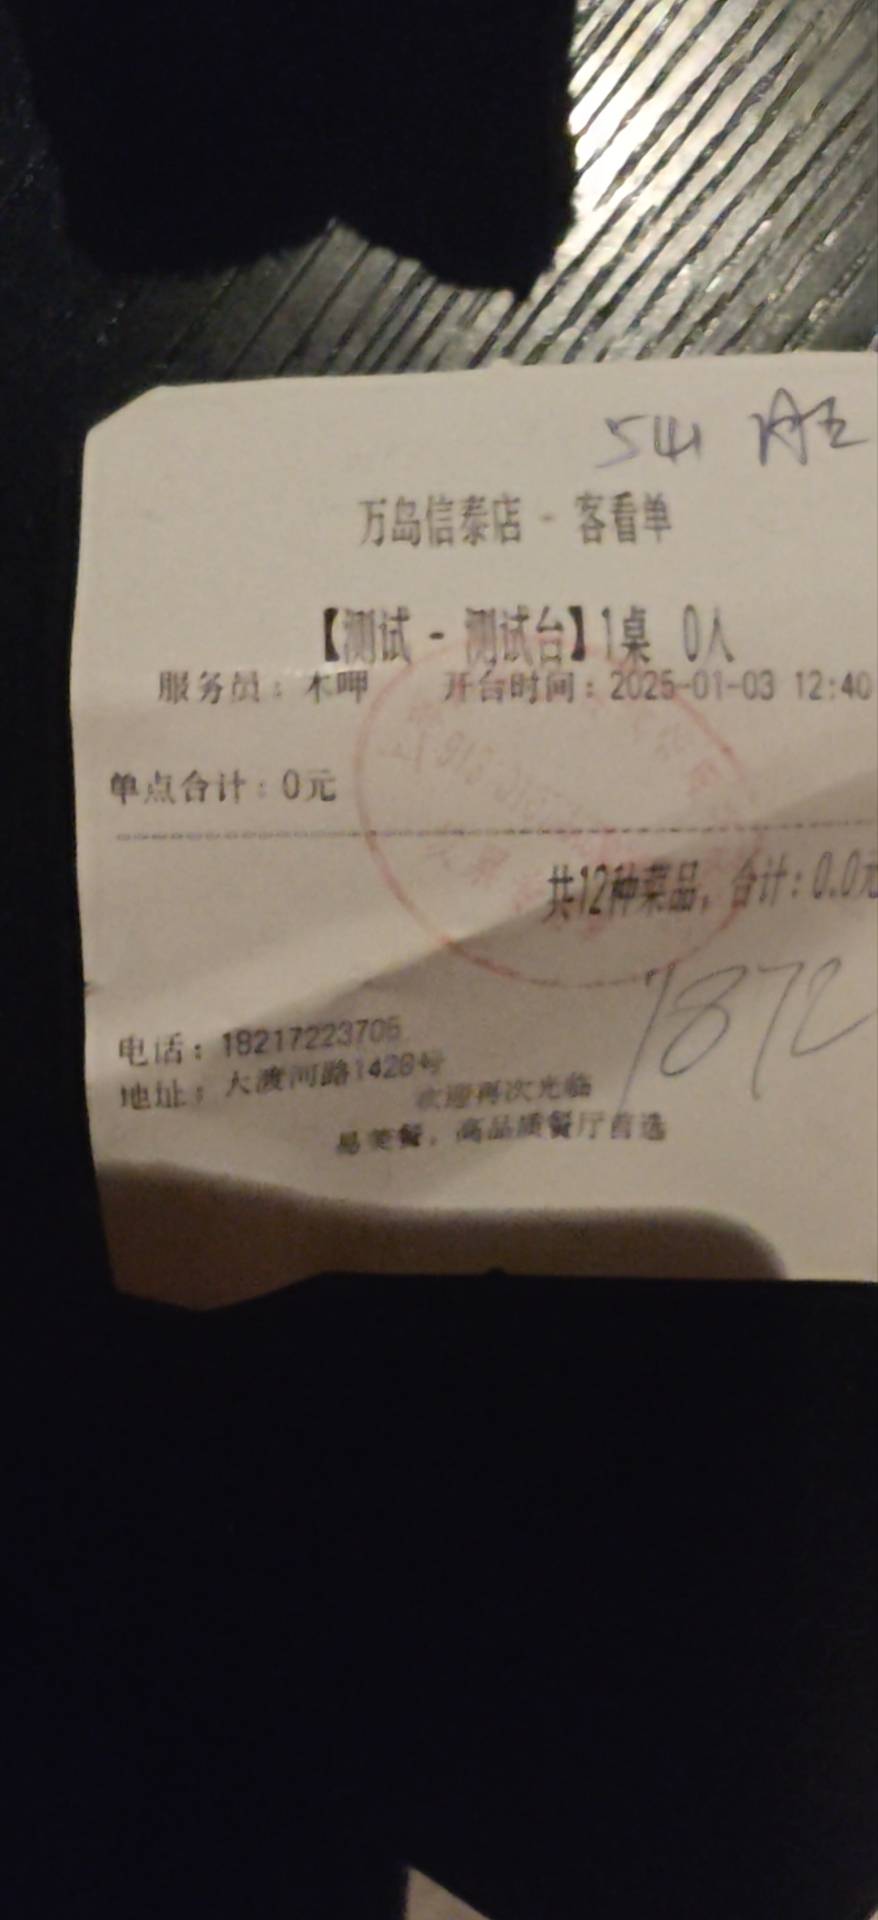 541
万岛信泰店 - 客看单
【测试 - 测试台】1桌 0人
服务员：木呷 开台时间：2025-01-03 12:40
单点合计：0元
共12种菜品，合计：0.0元
1872
电话：18217223705
地址：大渡河路1428号
欢迎再次光临
易芙餐，高品质餐厅首选